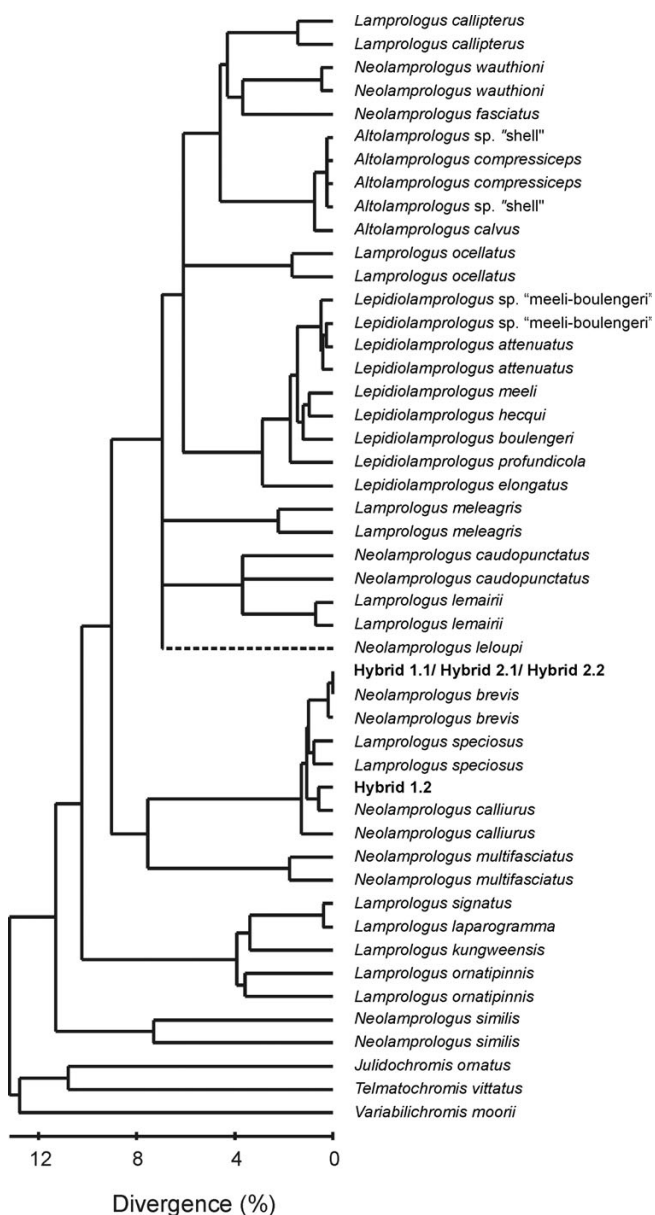 Lamprologus callipterus
Lamprologus callipterus
Neolamprologus wauthioni
Neolamprologus wauthioni
Neolamprologus fasciatus
Altolamprologus sp. "shell"
Altolamprologus compressiceps
Altolamprologus compressiceps
Altolamprologus sp. "shell"
Altolamprologus calvus
Lamprologus ocellatus
Lamprologus ocellatus
Lepidiolamprologus sp. “meeli-boulengeri”
Lepidiolamprologus sp. “meeli-boulengeri”
Lepidiolamprologus attenuatus
Lepidiolamprologus attenuatus
Lepidiolamprologus meeli
Lepidiolamprologus hecqui
Lepidiolamprologus boulengeri
Lepidiolamprologus profundicola
Lepidiolamprologus elongatus
Lamprologus meleagris
Lamprologus meleagris
Neolamprologus caudopunctatus
Neolamprologus caudopunctatus
Lamprologus lemairii
Lamprologus lemairii
Neolamprologus leloupi
Hybrid 1.1/ Hybrid 2.1/ Hybrid 2.2
Neolamprologus brevis
Neolamprologus brevis
Lamprologus speciosus
Lamprologus speciosus
Hybrid 1.2
Neolamprologus calliurus
Neolamprologus calliurus
Neolamprologus multifasciatus
Neolamprologus multifasciatus
Lamprologus signatus
Lamprologus laparogramma
Lamprologus kungweensis
Lamprologus ornatipinnis
Lamprologus ornatipinnis
Neolamprologus similis
Neolamprologus similis
Julidochromis ornatus
Telmatochromis vittatus
Variabilichromis moorii
12 8 4 0
Divergence (%)